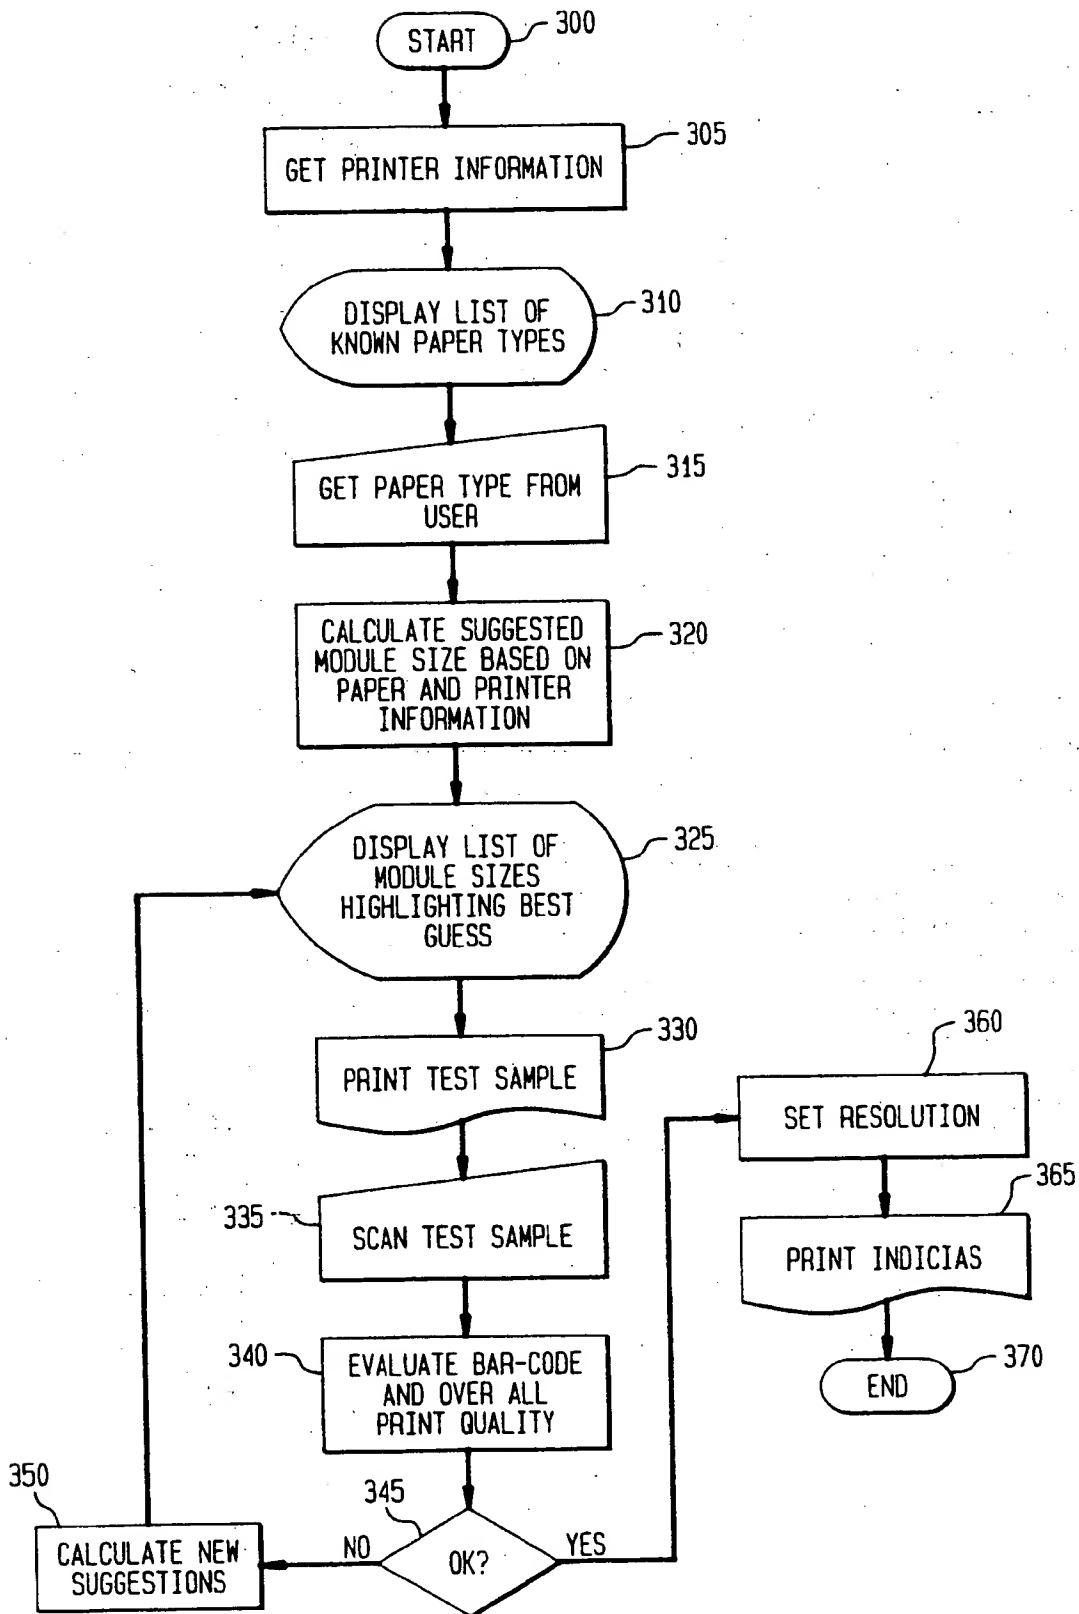 START
300
GET PRINTER INFORMATION
305
DISPLAY LIST OF
KNOWN PAPER TYPES
310
GET PAPER TYPE FROM
USER
315
CALCULATE SUGGESTED
MODULE SIZE BASED ON
PAPER AND PRINTER
INFORMATION
320
DISPLAY LIST OF
MODULE SIZES
HIGHLIGHTING BEST
GUESS
325
PRINT TEST SAMPLE
330
SCAN TEST SAMPLE
335
EVALUATE BAR-CODE
AND OVER ALL
PRINT QUALITY
340
OK?
345
NO
YES
CALCULATE NEW
SUGGESTIONS
350
SET RESOLUTION
360
PRINT INDICIAS
365
END
370